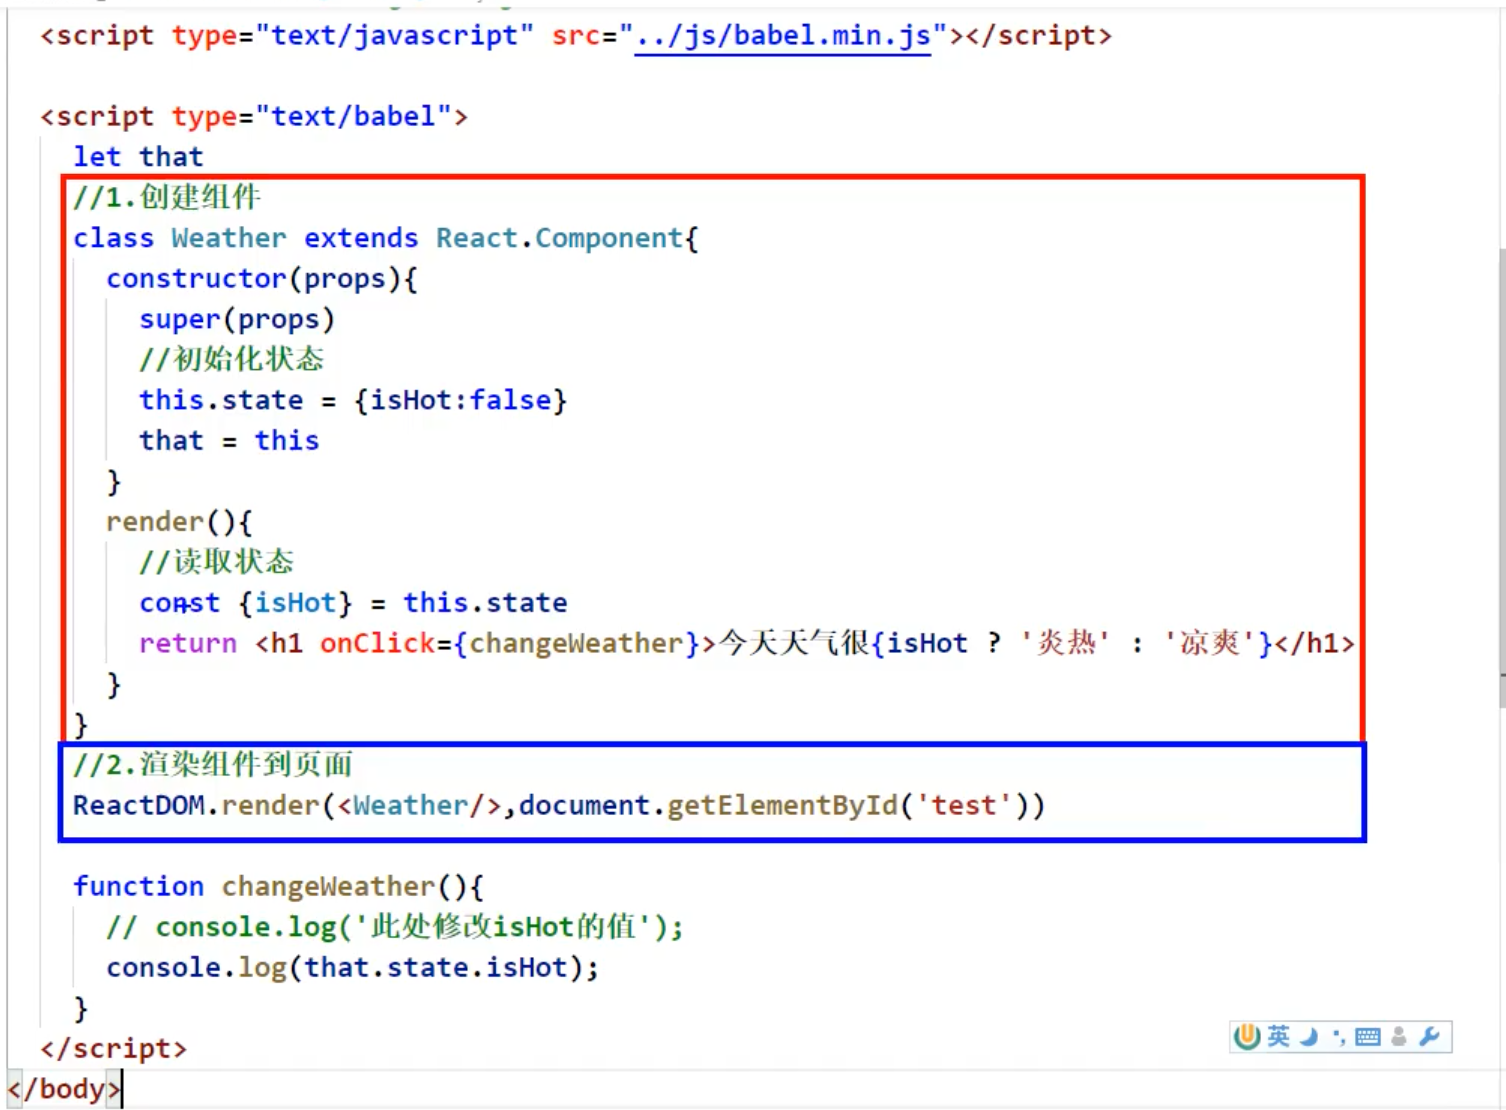 <script type="text/javascript" src="../js/babel.min.js"></script>
<script type="text/babel">
let that
//1.创建组件
class Weather extends React.Component{
constructor(props){
super(props)
//初始化状态
this.state = {isHot:false}
that = this
}
render(){
//读取状态
const {isHot} = this.state
return <h1 onClick={changeWeather}>今天天气很{isHot ? '炎热' : '凉爽'}</h1>
}
}
//2.渲染组件到页面
ReactDOM.render(<Weather/>,document.getElementById('test'))
function changeWeather(){
// console.log('此处修改isHot的值');
console.log(that.state.isHot);
}
</script>
英
</body>